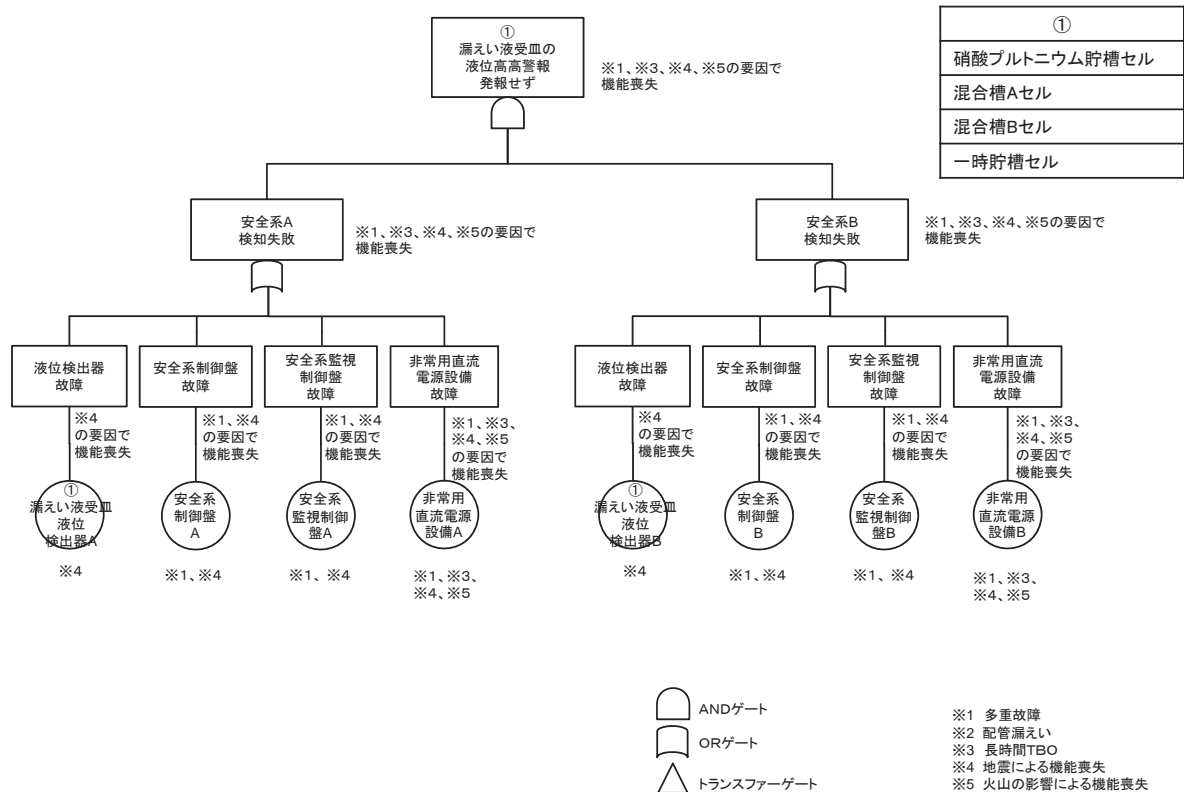 ①
漏えい液受皿の
液位高高警報
発報せず
※1、※3、※4、※5の要因で
機能喪失
①
硝酸プルトニウム貯槽セル
混合槽Aセル
混合槽Bセル
一時貯槽セル
安全系A
検知失敗
※1、※3、※4、※5の要因で
機能喪失
安全系B
検知失敗
※1、※3、※4、※5の要因で
機能喪失
液位検出器
故障
安全系制御盤
故障
安全系監視
制御盤
故障
非常用直流
電源設備
故障
液位検出器
故障
安全系制御盤
故障
安全系監視
制御盤
故障
非常用直流
電源設備
故障
※4
の要因で
機能喪失
※1、※4
の要因で
機能喪失
※1、※4
の要因で
機能喪失
※1、※3、
※4、※5
の要因で
機能喪失
※4
の要因で
機能喪失
※1、※4
の要因で
機能喪失
※1、※4
の要因で
機能喪失
※1、※3、
※4、※5
の要因で
機能喪失
①
漏えい液受皿
液位
検出器A
安全系
制御盤
A
安全系
監視制御
盤A
非常用
直流電源
設備A
①
漏えい液受皿
液位
検出器B
安全系
制御盤
B
安全系
監視制御
盤B
非常用
直流電源
設備B
※4
※1、※4
※1、※4
※1、※3、
※4、※5
※4
※1、※4
※1、※4
※1、※3、
※4、※5
ANDゲート
ORゲート
トランスファーゲート
※1 多重故障
※2 配管漏えい
※3 長時間TBO
※4 地震による機能喪失
※5 火山の影響による機能喪失